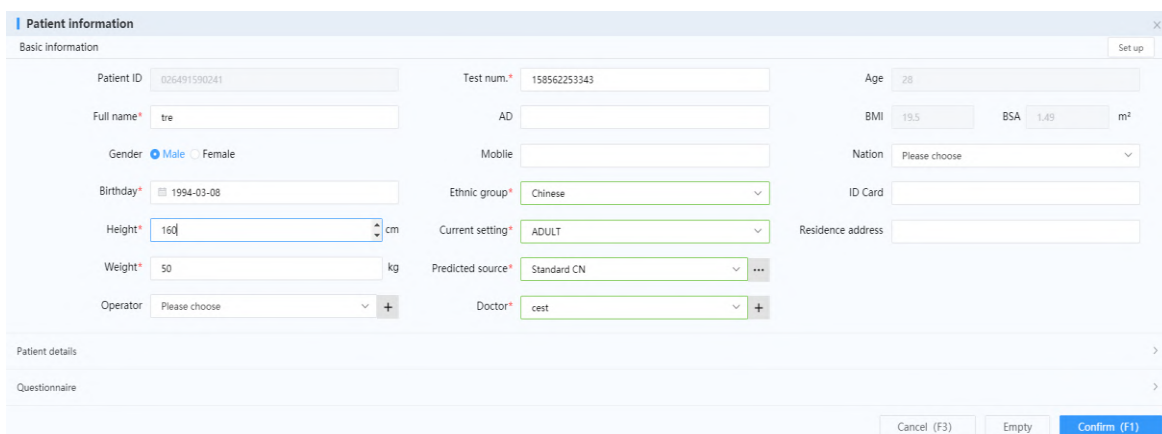 Patient information
Basic information
Set up
Patient ID 026491590241 Test num.* 158562253343 Age 28
Full name* tre AD BMI 19.5 BSA 1.49 m²
Gender Male Female Moblie Nation Please choose
Birthday* 1994-03-08 Ethnic group* Chinese ID Card
Height* 160 cm Current setting* ADULT Residence address
Weight* 50 kg Predicted source* Standard CN ...
Operator Please choose + Doctor* cest +
Patient details
Questionnaire
Cancel (F3) Empty Confirm (F1)